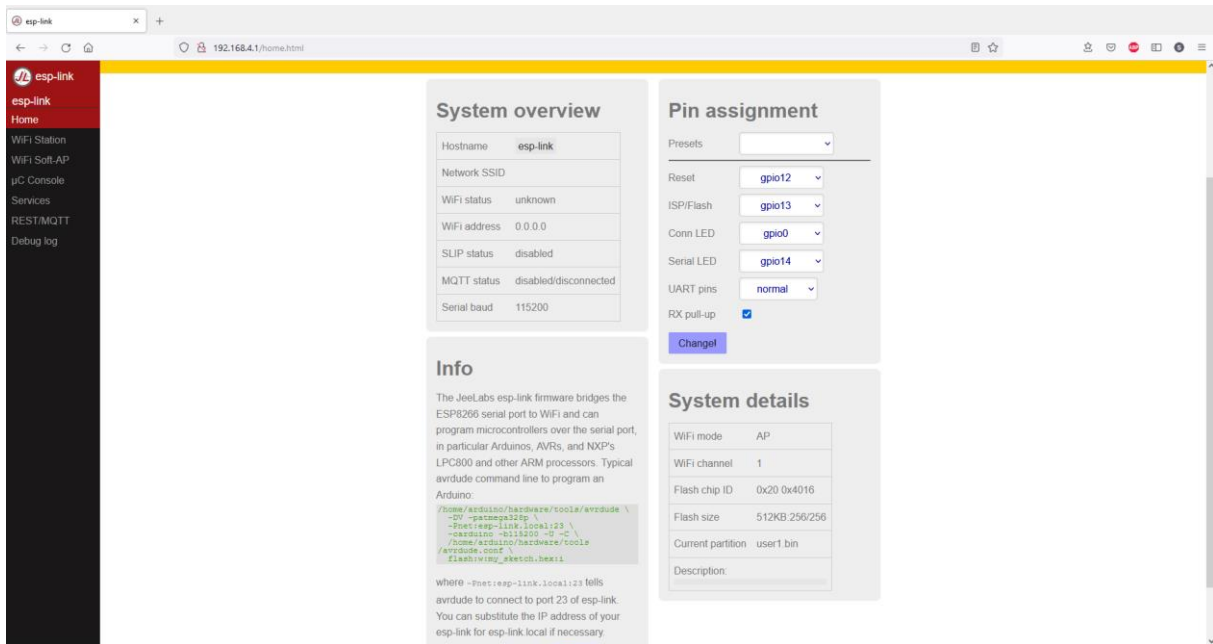 esp-link
192.168.4.1/home.html
ABP
S
JL esp-link
esp-link
Home
WiFi Station
WiFi Soft-AP
µC Console
Services
REST/MQTT
Debug log
System overview
Hostname esp-link
Network SSID
WiFi status unknown
WiFi address 0.0.0.0
SLIP status disabled
MQTT status disabled/disconnected
Serial baud 115200
Info
The JeeLabs esp-link firmware bridges the
ESP8266 serial port to WiFi and can
program microcontrollers over the serial port,
in particular Arduinos, AVRs, and NXP's
LPC800 and other ARM processors. Typical
avrdude command line to program an
Arduino:
/home/arduino/hardware/tools/avrdude \
-DV -patmega328p \
-Pnet:esp-link.local:23 \
-carduino -b115200 -U -C \
/home/arduino/hardware/tools
/avrdude.conf \
flash:w:my_sketch.hex:i
where -Pnet:esp-link.local:23 tells
avrdude to connect to port 23 of esp-link.
You can substitute the IP address of your
esp-link for esp-link.local if necessary.
Pin assignment
Presets
Reset gpio12
ISP/Flash gpio13
Conn LED gpio0
Serial LED gpio14
UART pins normal
RX pull-up
Change!
System details
WiFi mode AP
WiFi channel 1
Flash chip ID 0x20 0x4016
Flash size 512KB:256/256
Current partition user1.bin
Description: